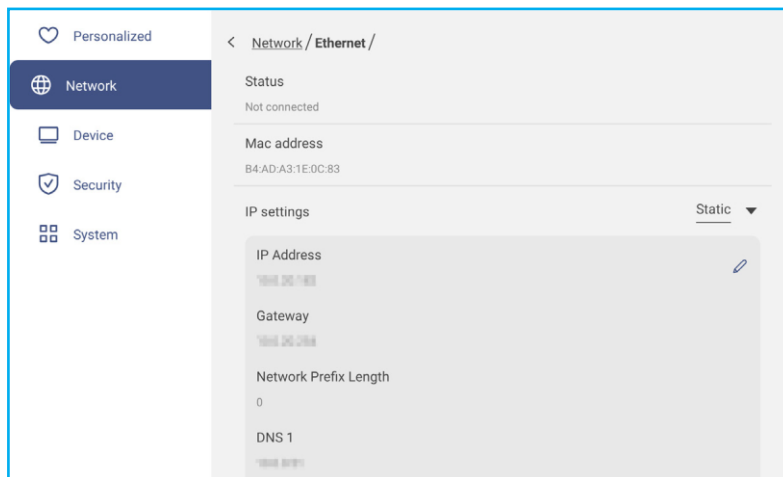 Personalized
Network
Device
Security
System
Network / Ethernet /
Status
Not connected
Mac address
B4:AD:A3:1E:0C:83
IP settings
Static
IP Address
Gateway
Network Prefix Length
0
DNS 1